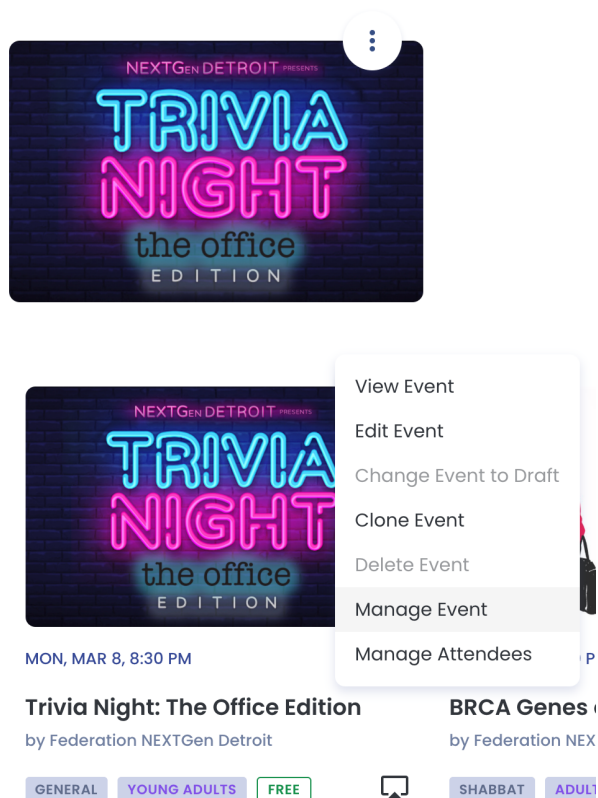 NEXTGEN DETROIT PRESENTS
TRIVIA
NIGHT
the office
EDITION
NEXTGEN DETROIT PRESENTS
TRIVIA
NIGHT
the office
EDITION
View Event
Edit Event
Change Event to Draft
Clone Event
Delete Event
Manage Event
Manage Attendees
MON, MAR 8, 8:30 PM
P
Trivia Night: The Office Edition
BRCA Genes
by Federation NEXTGen Detroit
by Federation NEX
GENERAL YOUNG ADULTS FREE
SHABBAT ADULT